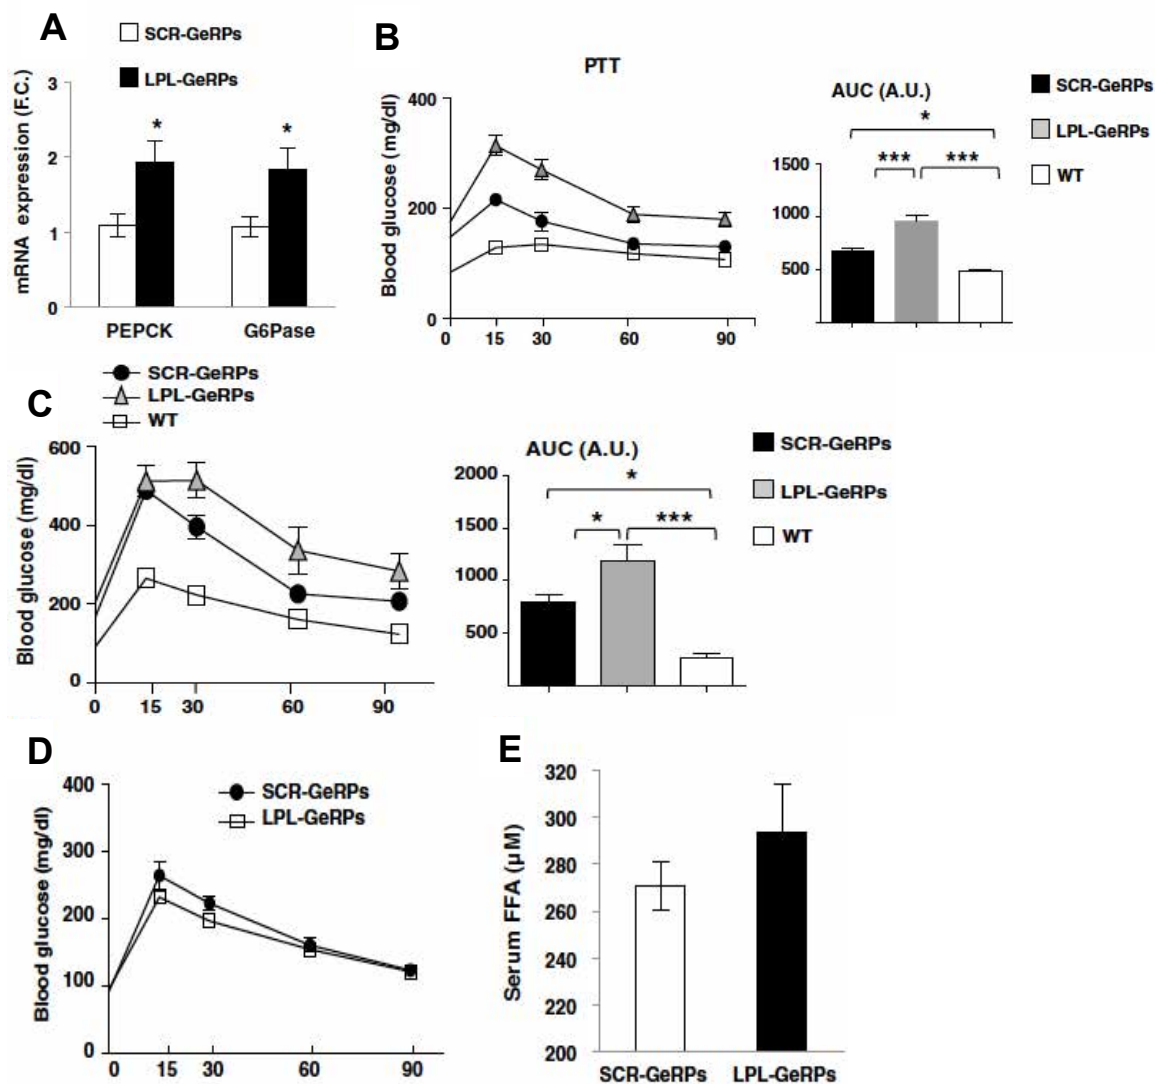 A
SCR-GeRPs
LPL-GeRPs
mRNA expression (F.C.)
3
2
1
0
*
*
PEPCK
G6Pase
B
PTT
Blood glucose (mg/dl)
400
200
0
0
15
30
60
90
AUC (A.U.)
*
***
***
1500
1000
500
SCR-GeRPs
LPL-GeRPs
WT
SCR-GeRPs
LPL-GeRPs
WT
C
Blood glucose (mg/dl)
600
400
200
0
0
15
30
60
90
AUC (A.U.)
2000
1500
1000
500
*
*
***
SCR-GeRPs
LPL-GeRPs
WT
D
Blood glucose (mg/dl)
400
300
200
100
0
0
15
30
60
90
SCR-GeRPs
LPL-GeRPs
E
Serum FFA (µM)
320
300
280
260
240
220
200
SCR-GeRPs
LPL-GeRPs